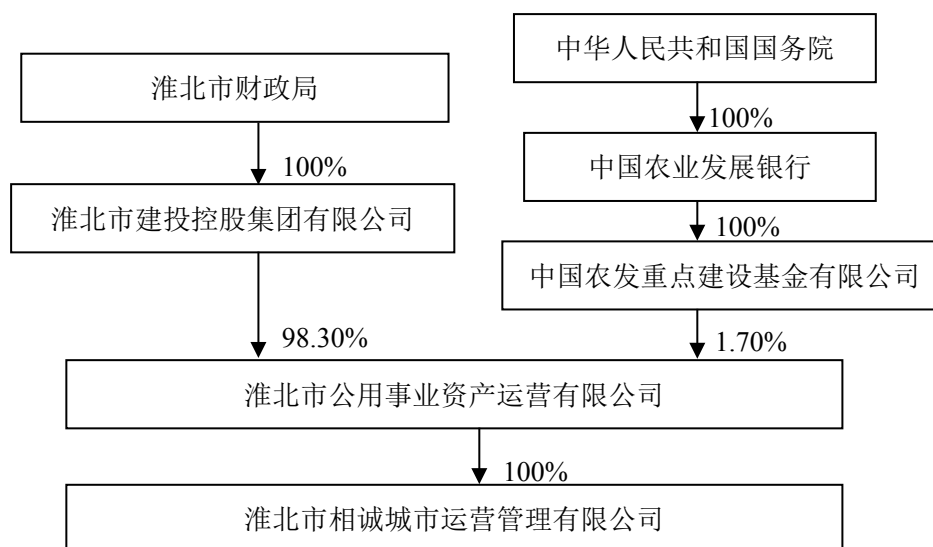 中华人民共和国国务院
淮北市财政局
100%
100%
中国农业发展银行
淮北市建投控股集团有限公司
100%
中国农发重点建设基金有限公司
98.30%
1.70%
淮北市公用事业资产运营有限公司
100%
淮北市相诚城市运营管理有限公司